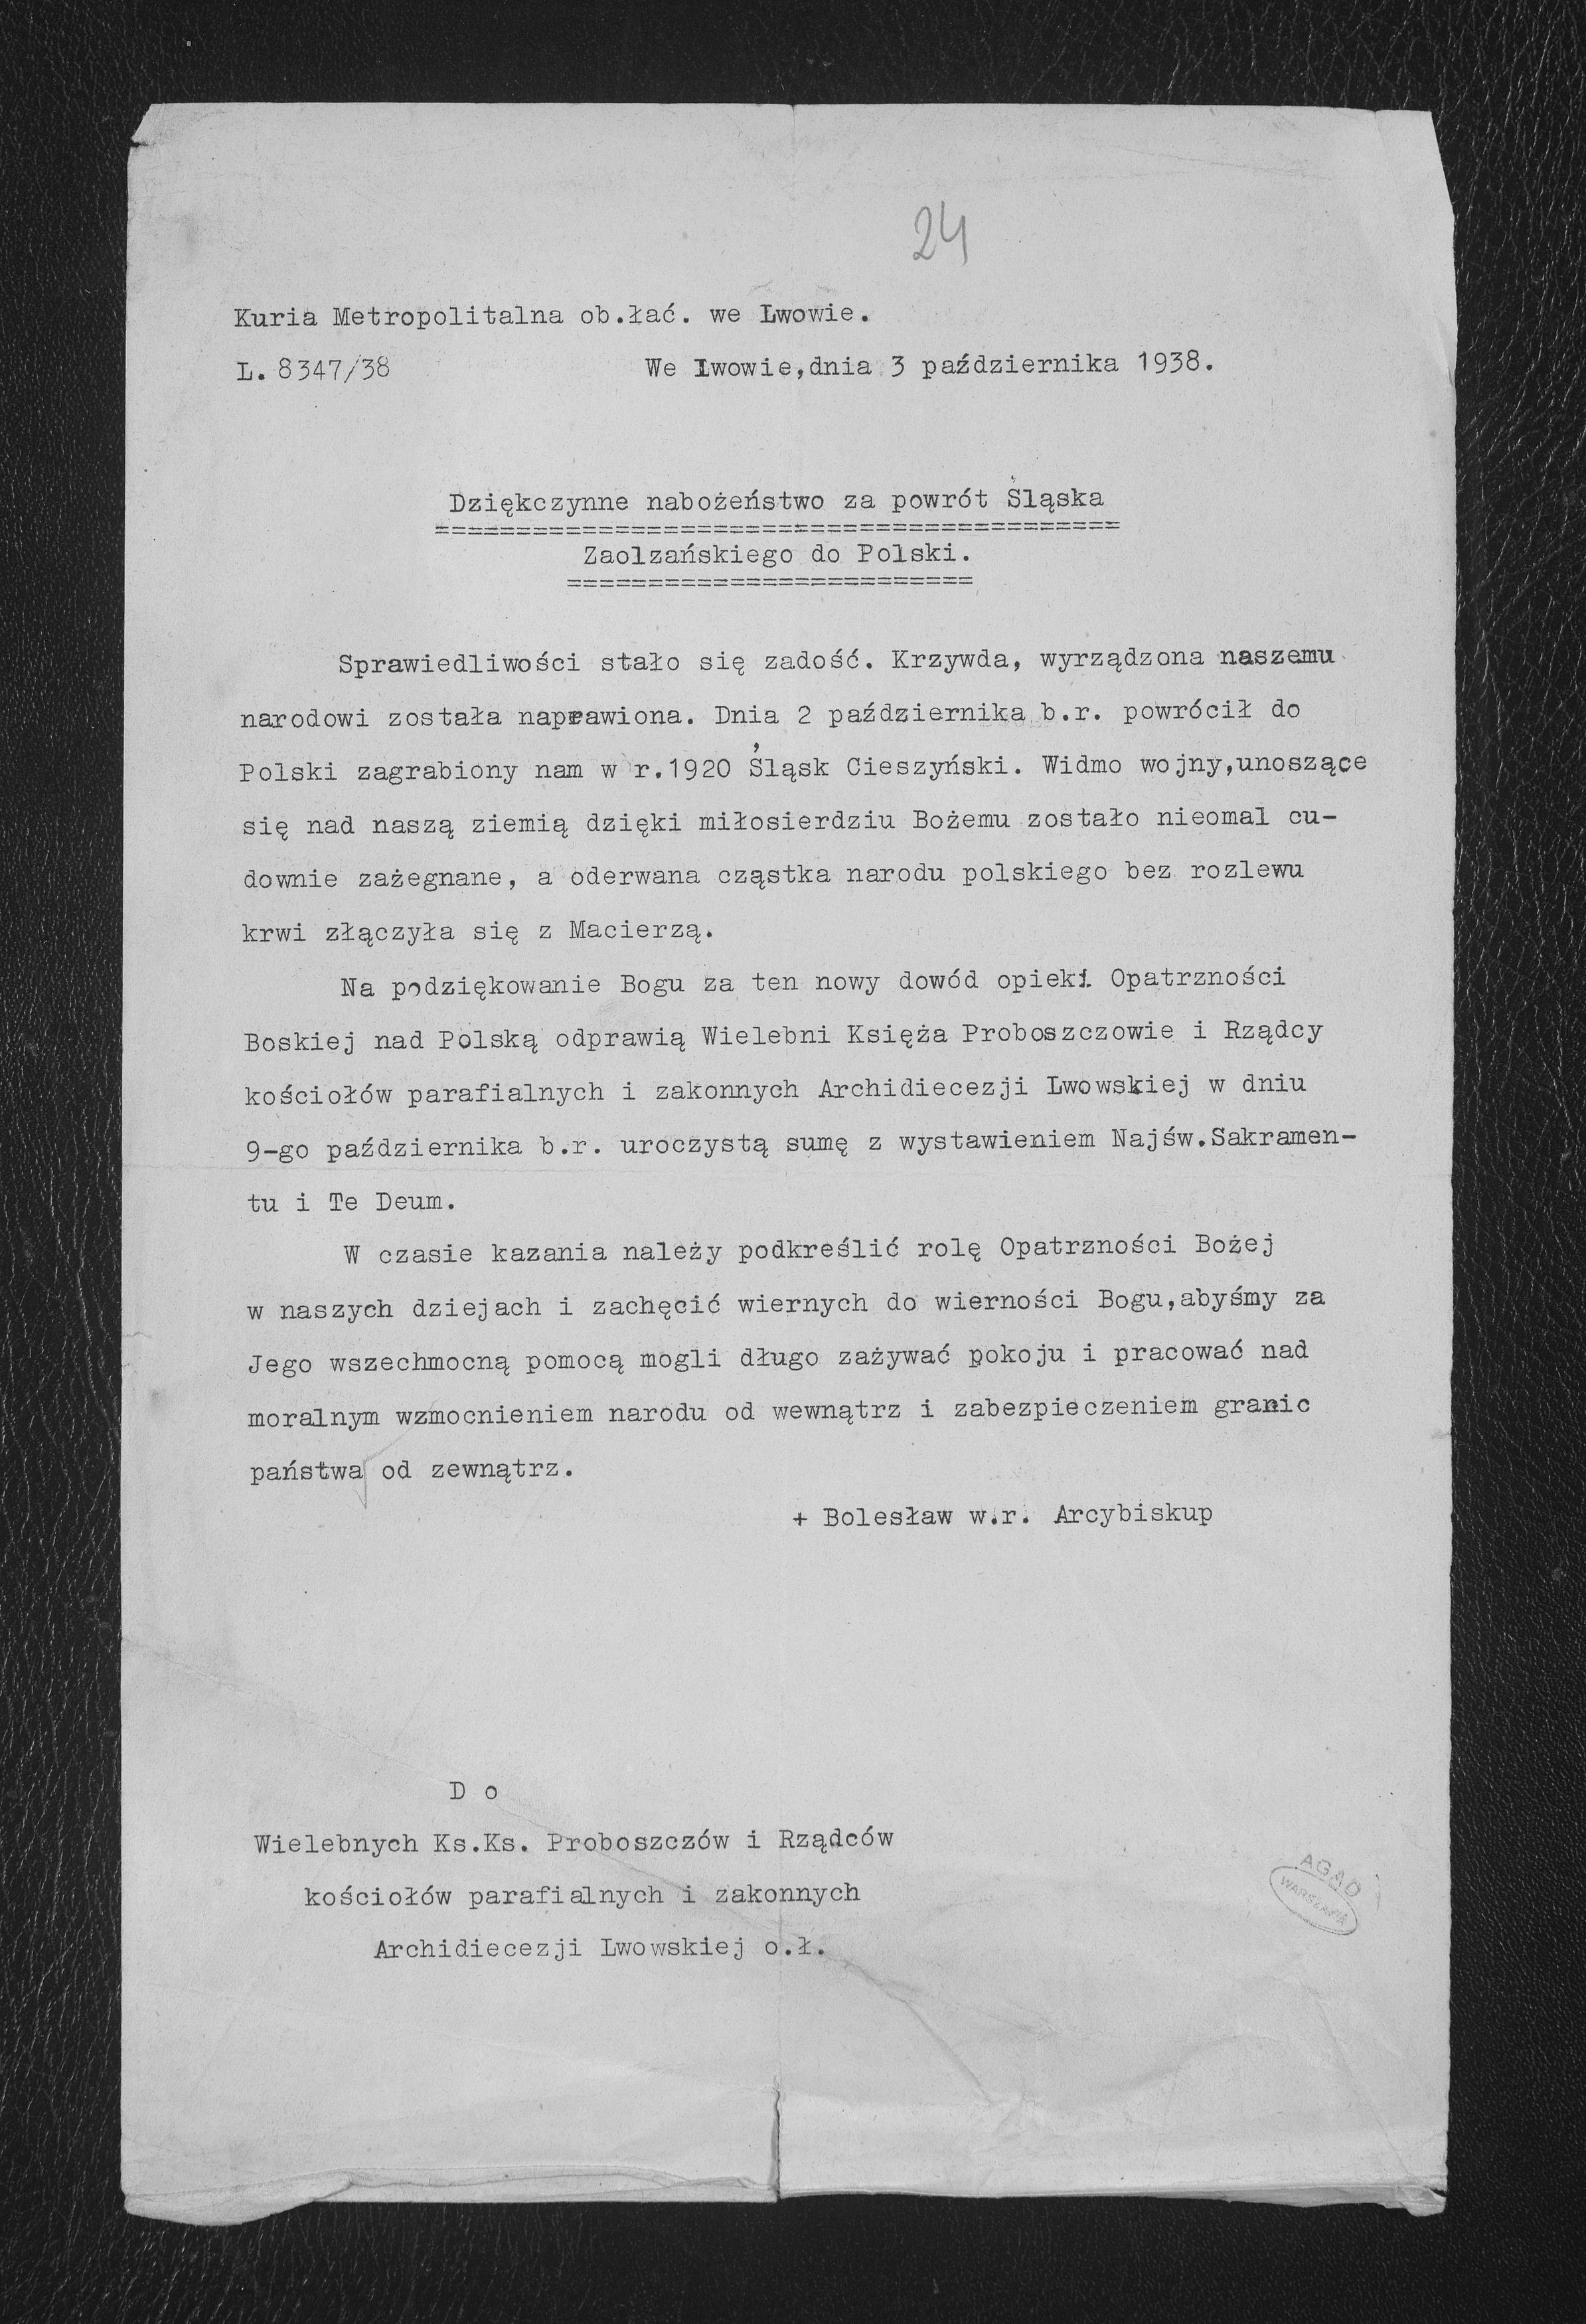 24
Kuria Metropolitalna ob.łać. we Lwowie.
L. 8347/38 We Lwowie,dnia 3 października 1938.
Dziękczynne nabożeństwo za powrót Śląska
==========================================
Zaolzańskiego do Polski.
=========================
Sprawiedliwości stało się zadość. Krzywda, wyrządzona naszemu
narodowi została naprawiona. Dnia 2 października b.r. powrócił do
Polski zagrabiony nam w r.1920 Śląsk Cieszyński. Widmo wojny,unoszące
się nad naszą ziemią dzięki miłosierdziu Bożemu zostało nieomal cu-
downie zażegnane, a oderwana cząstka narodu polskiego bez rozlewu
krwi złączyła się z Macierzą.
Na podziękowanie Bogu za ten nowy dowód opieki Opatrzności
Boskiej nad Polską odprawią Wielebni Księża Proboszczowie i Rządcy
kościołów parafialnych i zakonnych Archidiecezji Lwowskiej w dniu
9-go października b.r. uroczystą sumę z wystawieniem Najśw.Sakramen-
tu i Te Deum.
W czasie kazania należy podkreślić rolę Opatrzności Bożej
w naszych dziejach i zachęcić wiernych do wierności Bogu,abyśmy za
Jego wszechmocną pomocą mogli długo zażywać pokoju i pracować nad
moralnym wzmocnieniem narodu od wewnątrz i zabezpieczeniem granic
państwa od zewnątrz.
+ Bolesław w.r. Arcybiskup
D o
Wielebnych Ks.Ks. Proboszczów i Rządców
kościołów parafialnych i zakonnych
Archidiecezji Lwowskiej o.ł.
AGAD
WARSZAWA